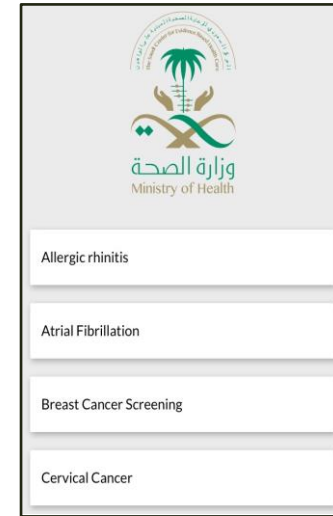 وزارة الصحة
Ministry of Health
Allergic rhinitis
Atrial Fibrillation
Breast Cancer Screening
Cervical Cancer